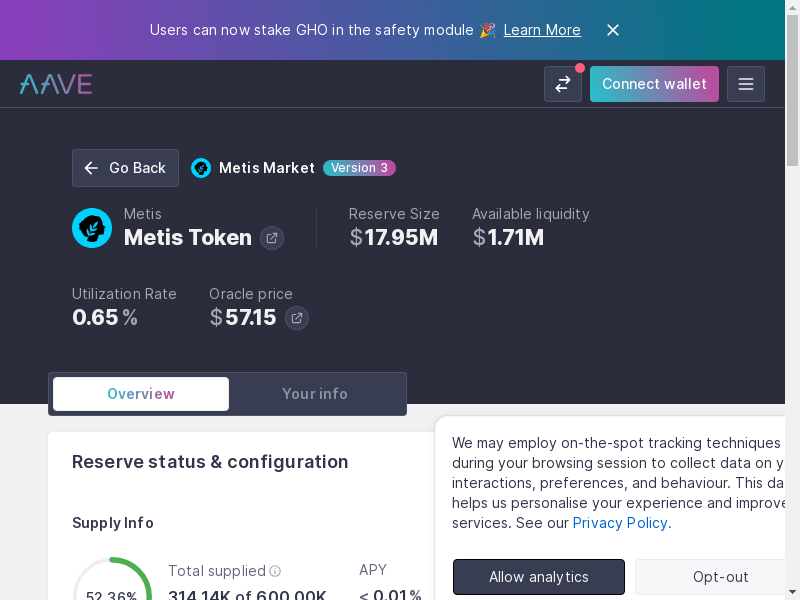 Users can now stake GHO in the safety module 🎉 Learn More
AAVE
Connect wallet
Go Back
Metis Market
Version 3
Metis
Metis Token
Reserve Size
$17.95M
Available liquidity
$1.71M
Utilization Rate
0.65%
Oracle price
$57.15
Overview
Your info
Reserve status & configuration
Supply Info
52.36%
Total supplied
314.14K of 600.00K
APY
< 0.01%
We may employ on-the-spot tracking techniques
during your browsing session to collect data on
interactions, preferences, and behaviour. This
helps us personalise your experience and improve
services. See our Privacy Policy.
Allow analytics
Opt-out